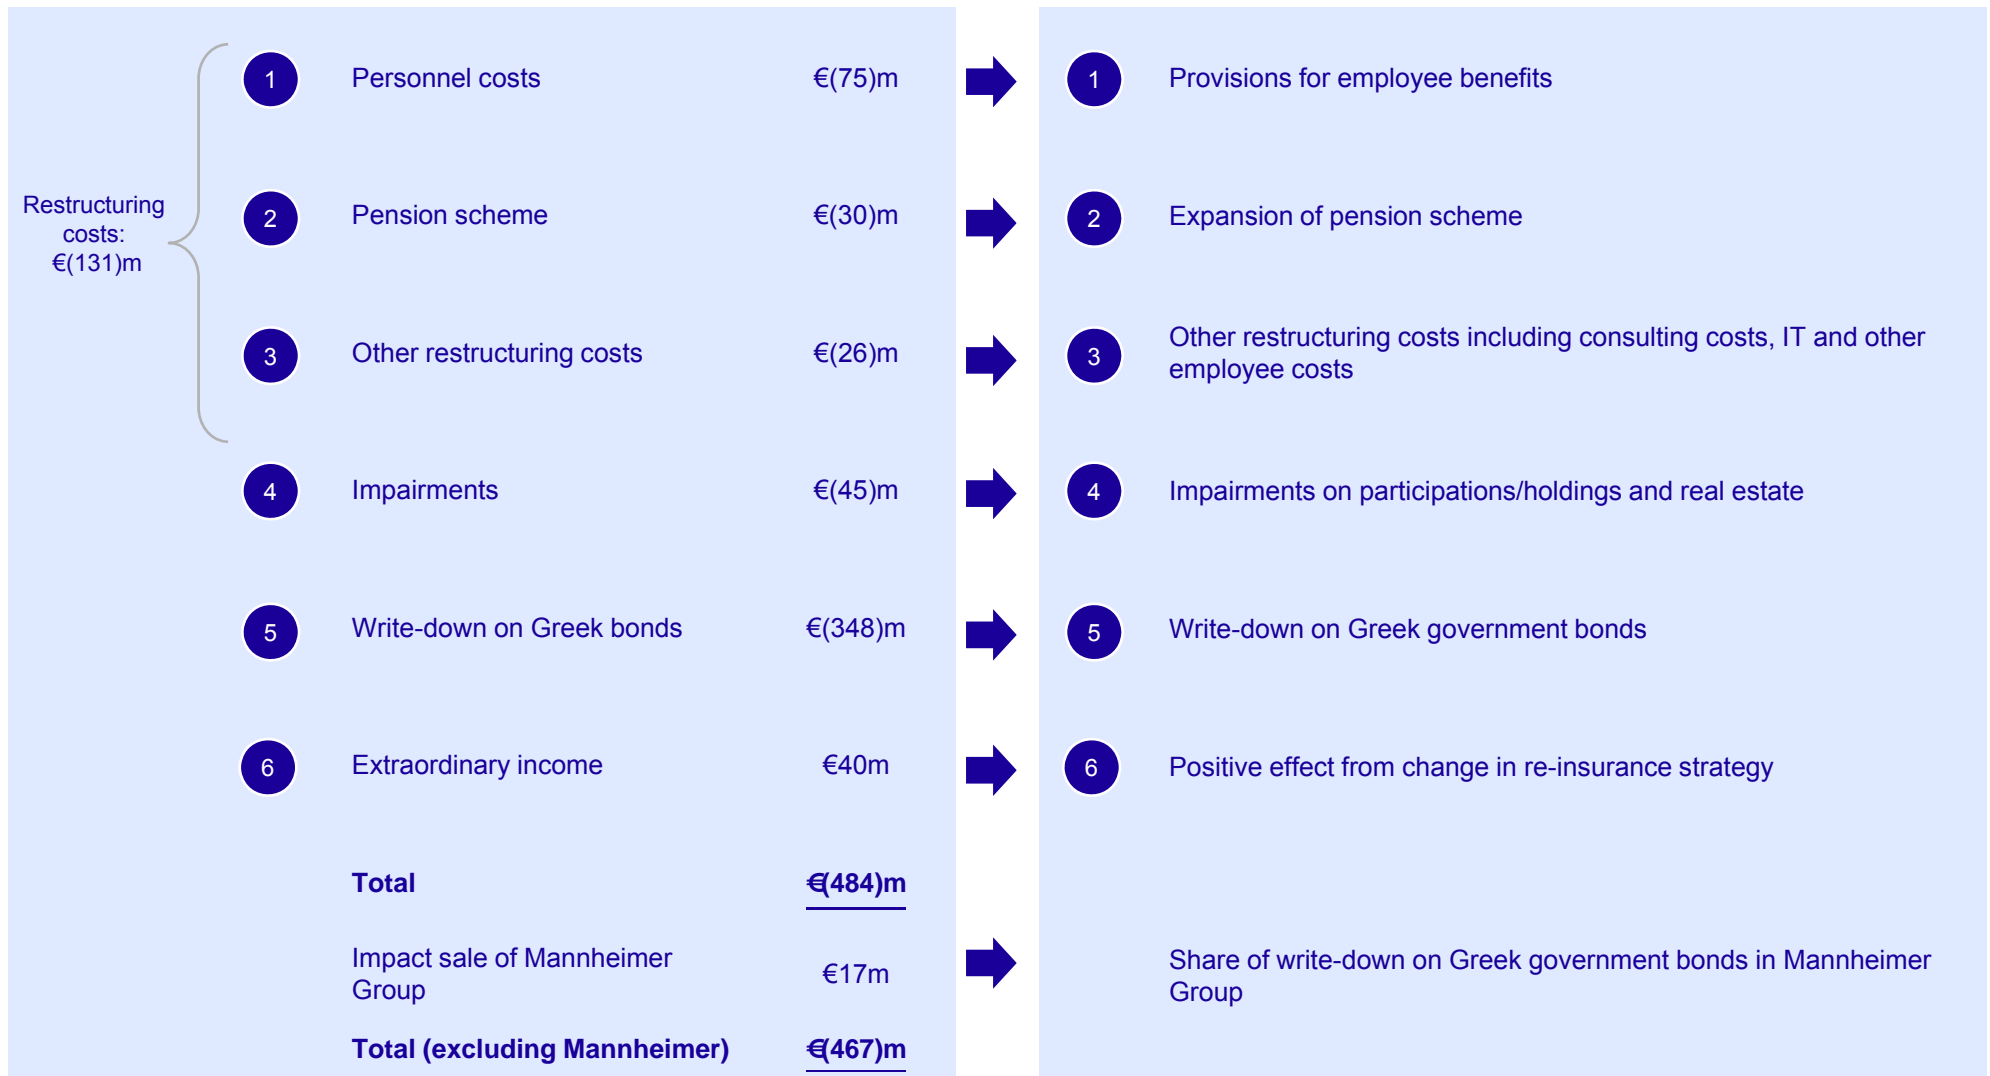 Restructuring
costs:
€(131)m
1 Personnel costs €(75)m 1 Provisions for employee benefits
2 Pension scheme €(30)m 2 Expansion of pension scheme
3 Other restructuring costs €(26)m 3 Other restructuring costs including consulting costs, IT and other
employee costs
4 Impairments €(45)m 4 Impairments on participations/holdings and real estate
5 Write-down on Greek bonds €(348)m 5 Write-down on Greek government bonds
6 Extraordinary income €40m 6 Positive effect from change in re-insurance strategy
Total €(484)m
Impact sale of Mannheimer
Group €17m
Share of write-down on Greek government bonds in Mannheimer
Group
Total (excluding Mannheimer) €(467)m